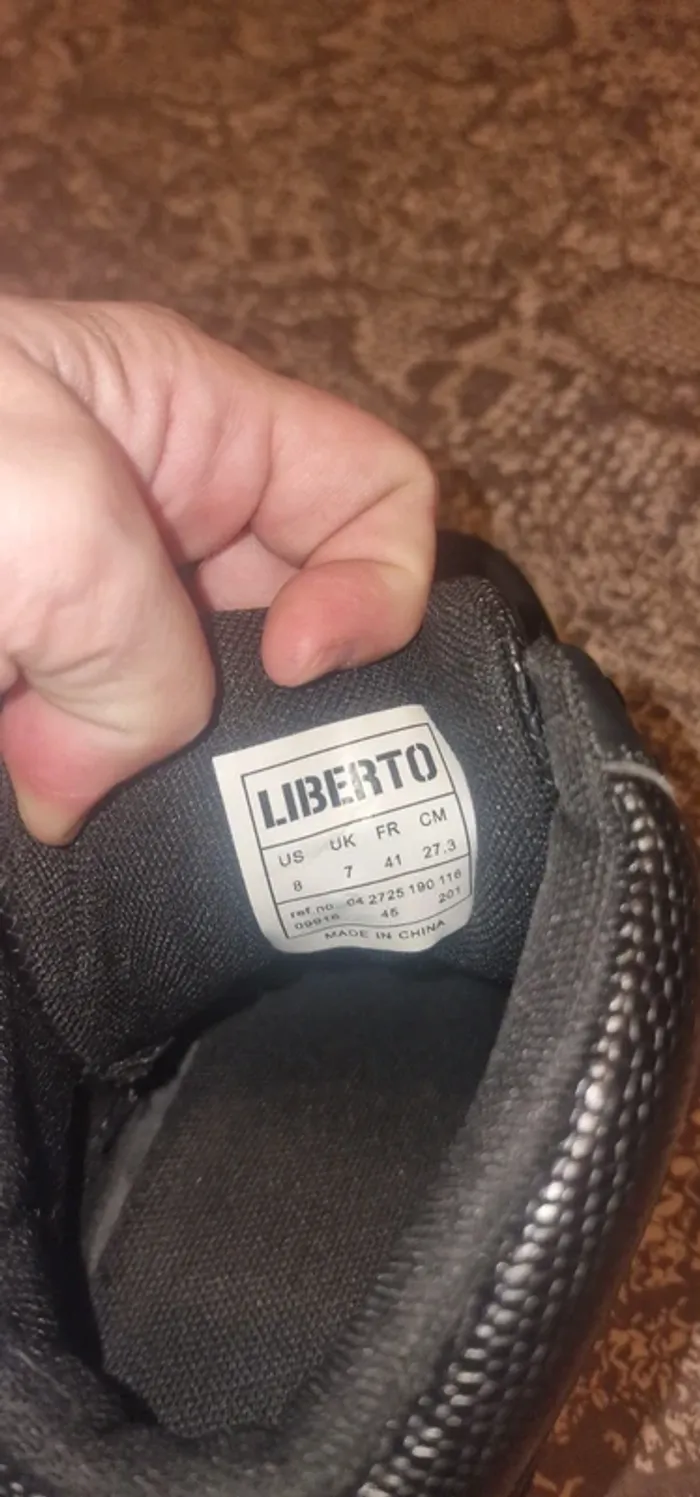 LIBERTO
US UK FR CM
8 7 41 27.3
ref no. 04 2725 190 116
09916 45 201
MADE IN CHINA